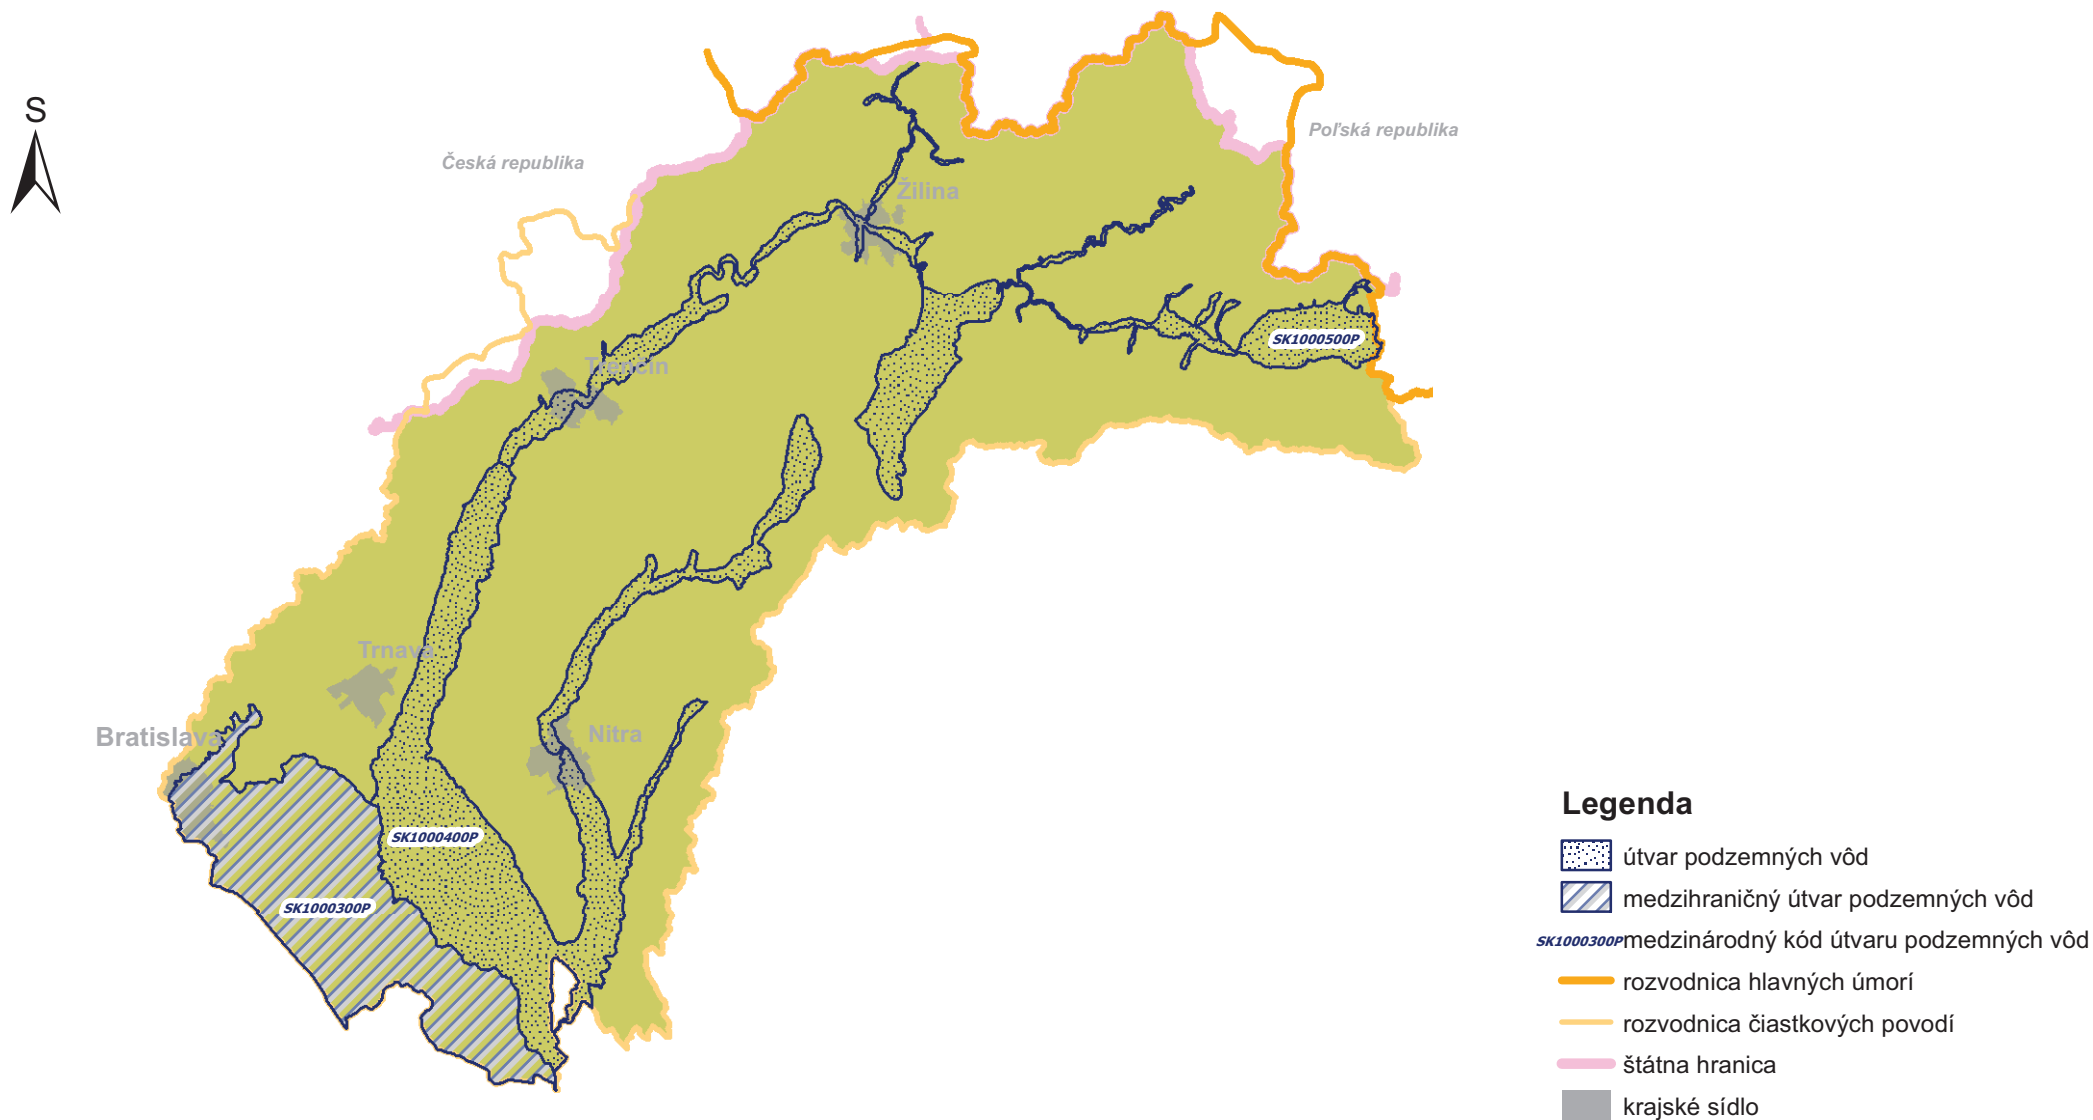 S
Česká republika
Poľská republika
Žilina
SK1000500P
Trenčín
Trnava
Bratislava
Nitra
SK1000400P
SK1000300P
Legenda
útvar podzemných vôd
medzihraničný útvar podzemných vôd
SK1000300P medzinárodný kód útvaru podzemných vôd
rozvodnica hlavných úmorí
rozvodnica čiastkových povodí
štátna hranica
krajské sídlo